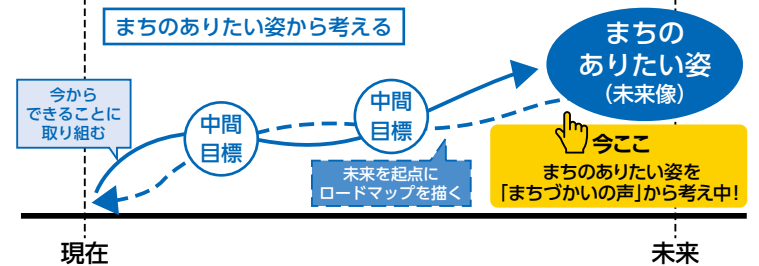 まちのありたい姿から考える
まちの
ありたい姿
(未来像)
今から
できることに
取り組む
中間
目標
中間
目標
今ここ
まちのありたい姿を
「まちづかいの声」から考え中!
未来を起点に
ロードマップを描く
現在
未来